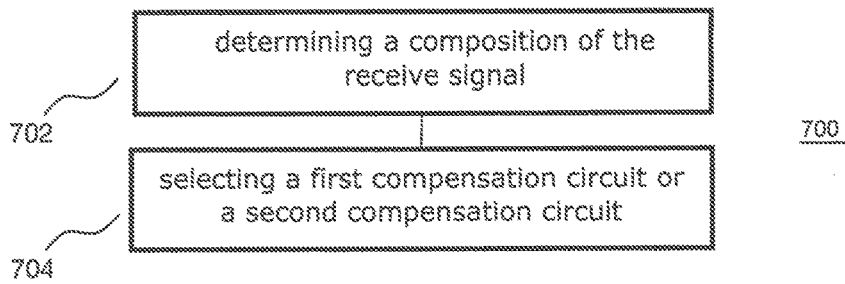 determining a composition of the
receive signal
702
700
selecting a first compensation circuit or
a second compensation circuit
704